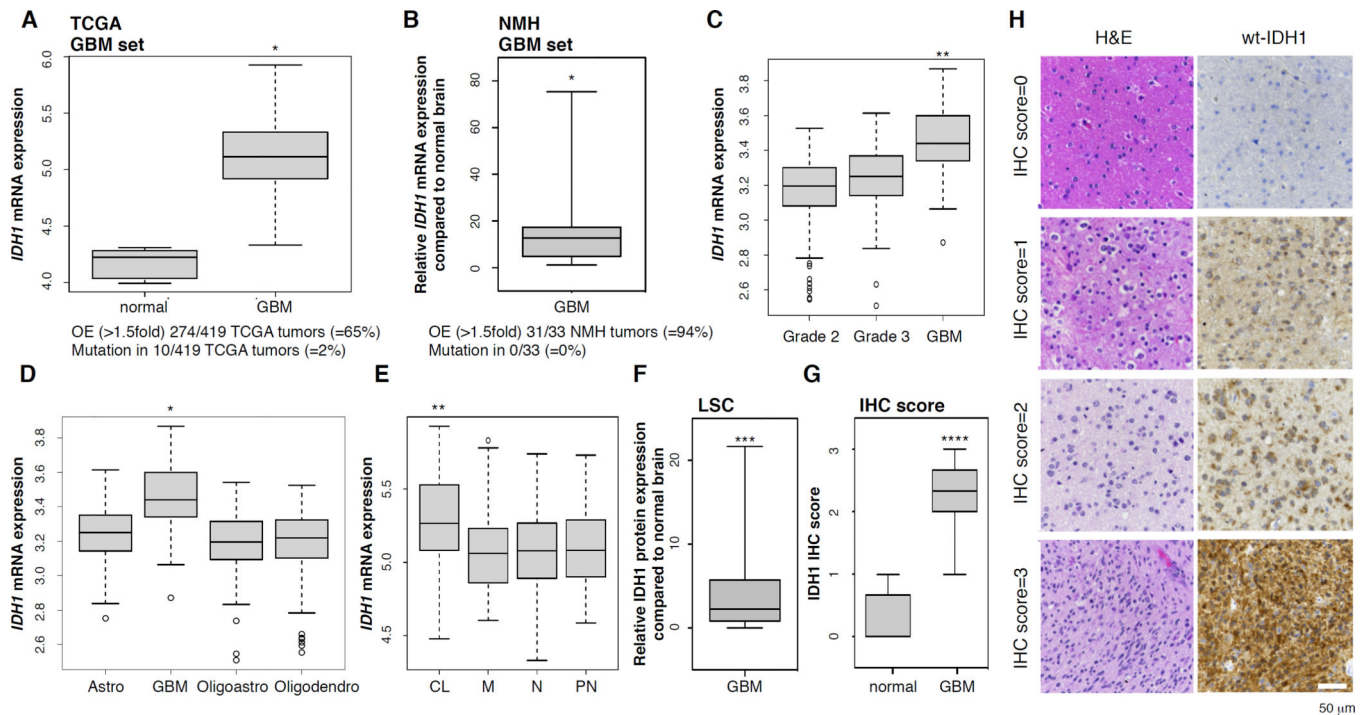 A
TCGA
GBM set
IDH1 mRNA expression
6.0
5.5
5.0
4.5
4.0
*
normal
GBM
OE (>1.5fold) 274/419 TCGA tumors (=65%)
Mutation in 10/419 TCGA tumors (=2%)
B
NMH
GBM set
Relative IDH1 mRNA expression
compared to normal brain
80
60
40
20
0
*
GBM
OE (>1.5fold) 31/33 NMH tumors (=94%)
Mutation in 0/33 (=0%)
C
IDH1 mRNA expression
3.8
3.6
3.4
3.2
3.0
2.8
2.6
**
Grade 2
Grade 3
GBM
D
IDH1 mRNA expression
3.8
3.6
3.4
3.2
3.0
2.8
2.6
*
Astro
GBM
Oligoastro
Oligodendro
E
IDH1 mRNA expression
5.5
5.0
4.5
**
CL
M
N
PN
F
LSC
Relative IDH1 protein expression
compared to normal brain
20
10
0
***
GBM
G
IHC score
IDH1 IHC score
3
2
1
0
****
normal
GBM
H
H&E
wt-IDH1
IHC score=0
IHC score=1
IHC score=2
IHC score=3
50 μm